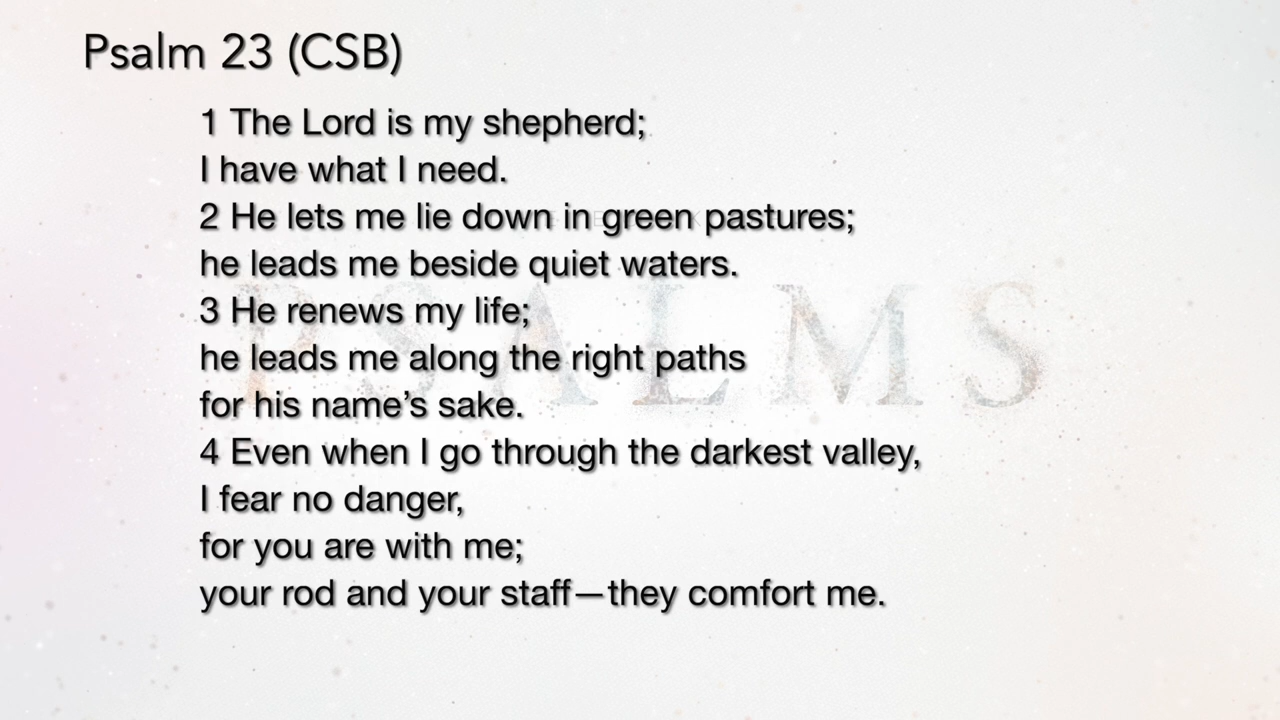 Psalm 23 (CSB)
1 The Lord is my shepherd;
I have what I need.
2 He lets me lie down in green pastures;
he leads me beside quiet waters.
PSALMS
3 He renews my life;
he leads me along the right paths
for his name’s sake.
4 Even when I go through the darkest valley,
I fear no danger,
for you are with me;
your rod and your staff—they comfort me.